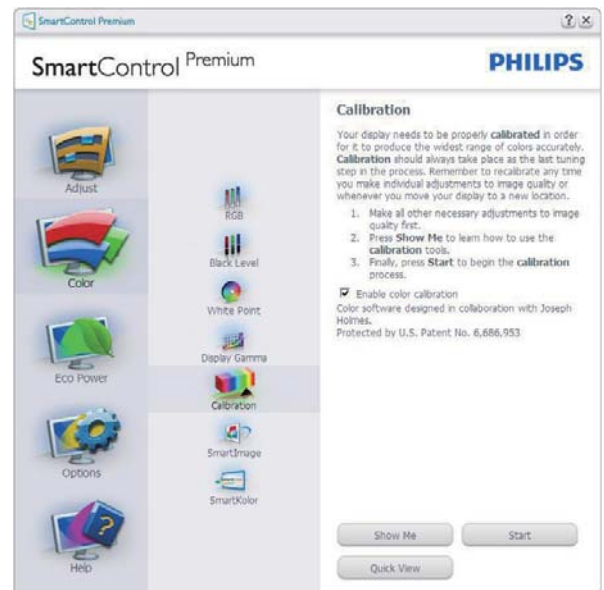 SmartControl Premium
? ×
SmartControl Premium
PHILIPS
Adjust
Color
Eco Power
Options
Help
RGB
Black Level
White Point
Display Gamma
Calibration
SmartImage
SmartKolor
Calibration
Your display needs to be properly calibrated in order
for it to produce the widest range of colors accurately.
Calibration should always take place as the last tuning
step in the process. Remember to recalibrate any time
you make individual adjustments to image quality or
whenever you move your display to a new location.
1. Make all other necessary adjustments to image
quality first.
2. Press Show Me to learn how to use the
calibration tools.
3. Finally, press Start to begin the calibration
process.
Enable color calibration
Color software designed in collaboration with Joseph
Holmes.
Protected by U.S. Patent No. 6,686,953
Show Me
Start
Quick View